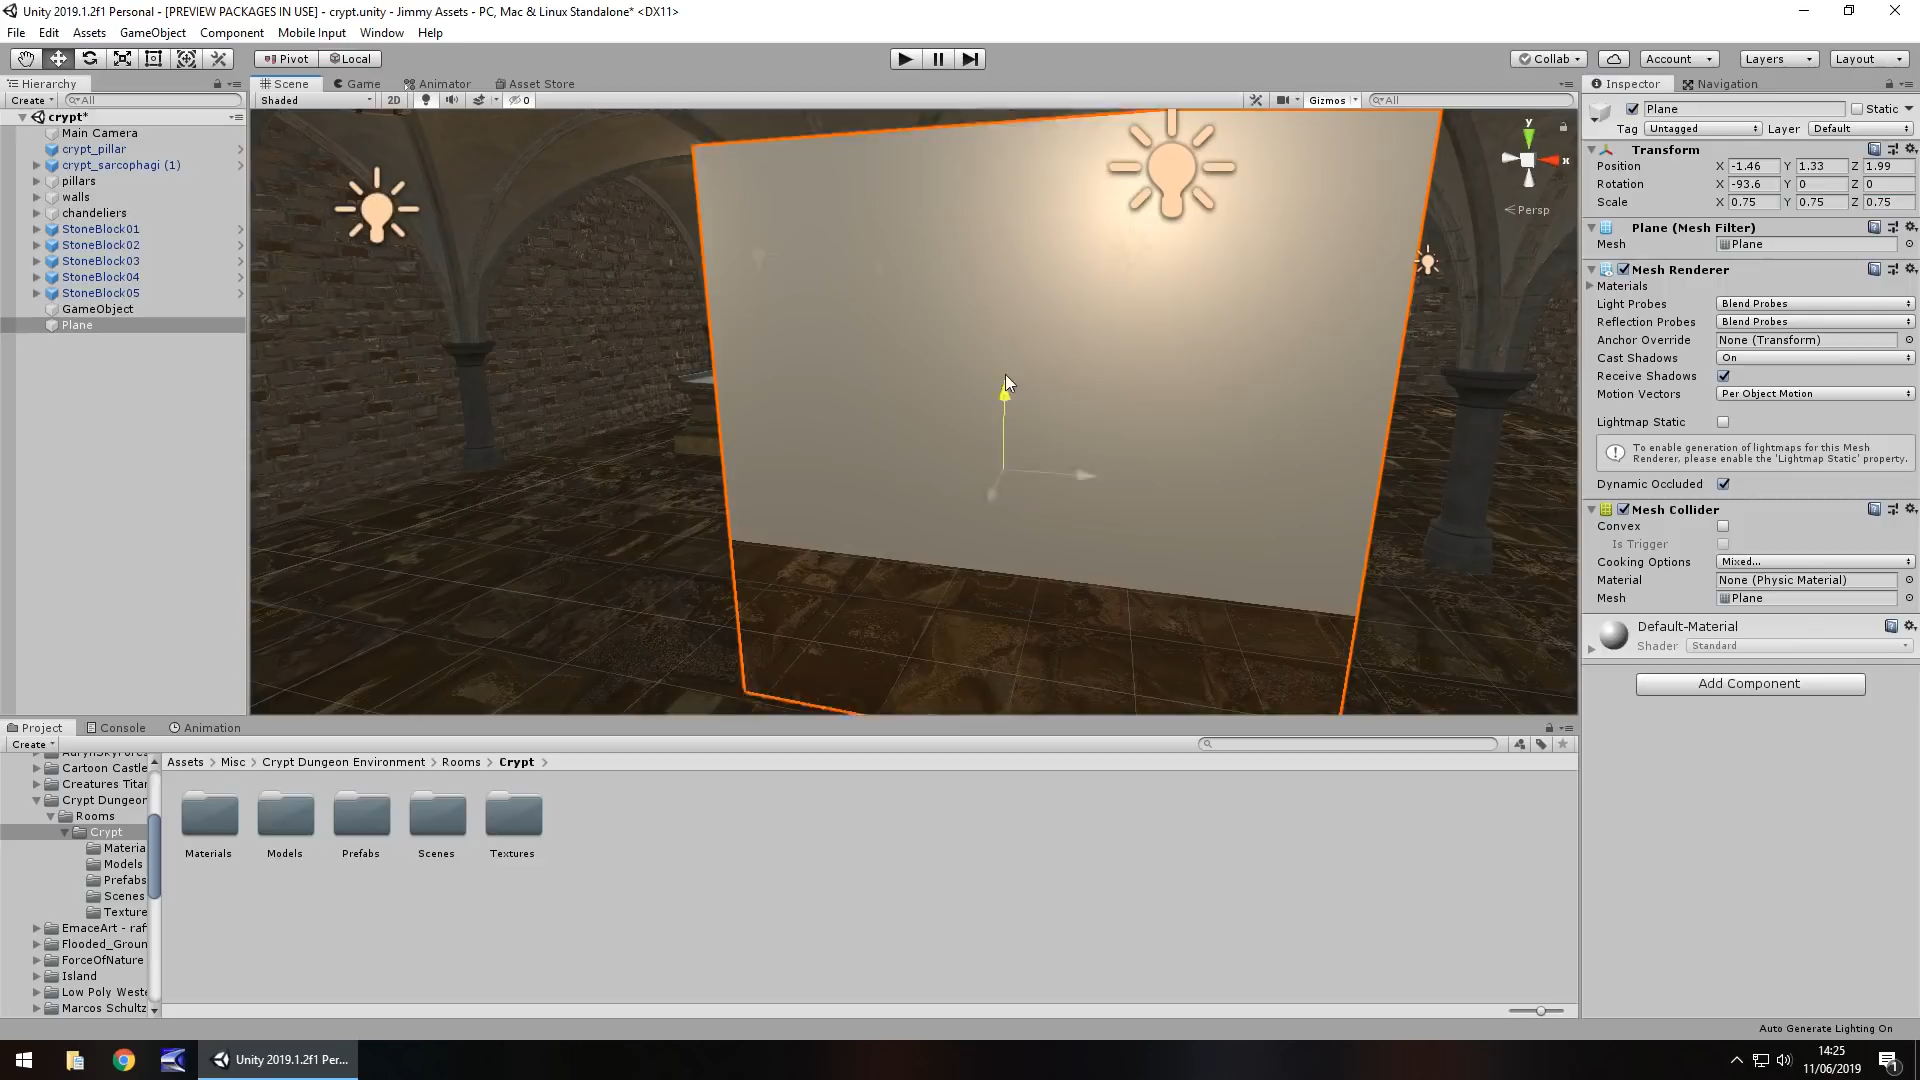 Unity 2019.1.2f1 Personal - [PREVIEW PACKAGES IN USE] - crypt.unity - Jimmy Assets - PC, Mac & Linux Standalone* <DX11>
File Edit Assets GameObject Component Mobile Input Window Help
Pivot Local Collab Account Layers Layout
Hierarchy Scene Game Animator Asset Store Inspector Navigation
Create All Shaded 2D 0 Gizmos All
crypt*
Main Camera
crypt_pillar
crypt_sarcophagi (1)
pillars
walls
chandeliers
StoneBlock01
StoneBlock02
StoneBlock03
StoneBlock04
StoneBlock05
GameObject
Plane
y
x
Persp
Plane Static
Tag Untagged Layer Default
Transform
Position X -1.46 Y 1.33 Z 1.99
Rotation X -93.6 Y 0 Z 0
Scale X 0.75 Y 0.75 Z 0.75
Plane (Mesh Filter)
Mesh Plane
Mesh Renderer
Materials
Light Probes Blend Probes
Reflection Probes Blend Probes
Anchor Override None (Transform)
Cast Shadows On
Receive Shadows
Motion Vectors Per Object Motion
Lightmap Static
To enable generation of lightmaps for this Mesh
Renderer, please enable the 'Lightmap Static' property.
Dynamic Occluded
Mesh Collider
Convex
Is Trigger
Cooking Options Mixed...
Material None (Physic Material)
Mesh Plane
Default-Material
Shader Standard
Add Component
Project Console Animation
Create
Cartoon Castle
Creatures Titan
Crypt Dungeon
Rooms
Crypt
Materia
Models
Prefabs
Scenes
Texture
EmaceArt - raf
Flooded_Groun
ForceOfNature
Island
Low Poly Weste
Marcos Schultz
Assets > Misc > Crypt Dungeon Environment > Rooms > Crypt >
Materials Models Prefabs Scenes Textures
Auto Generate Lighting On
Unity 2019.1.2f1 Per...
14:25
11/06/2019
1